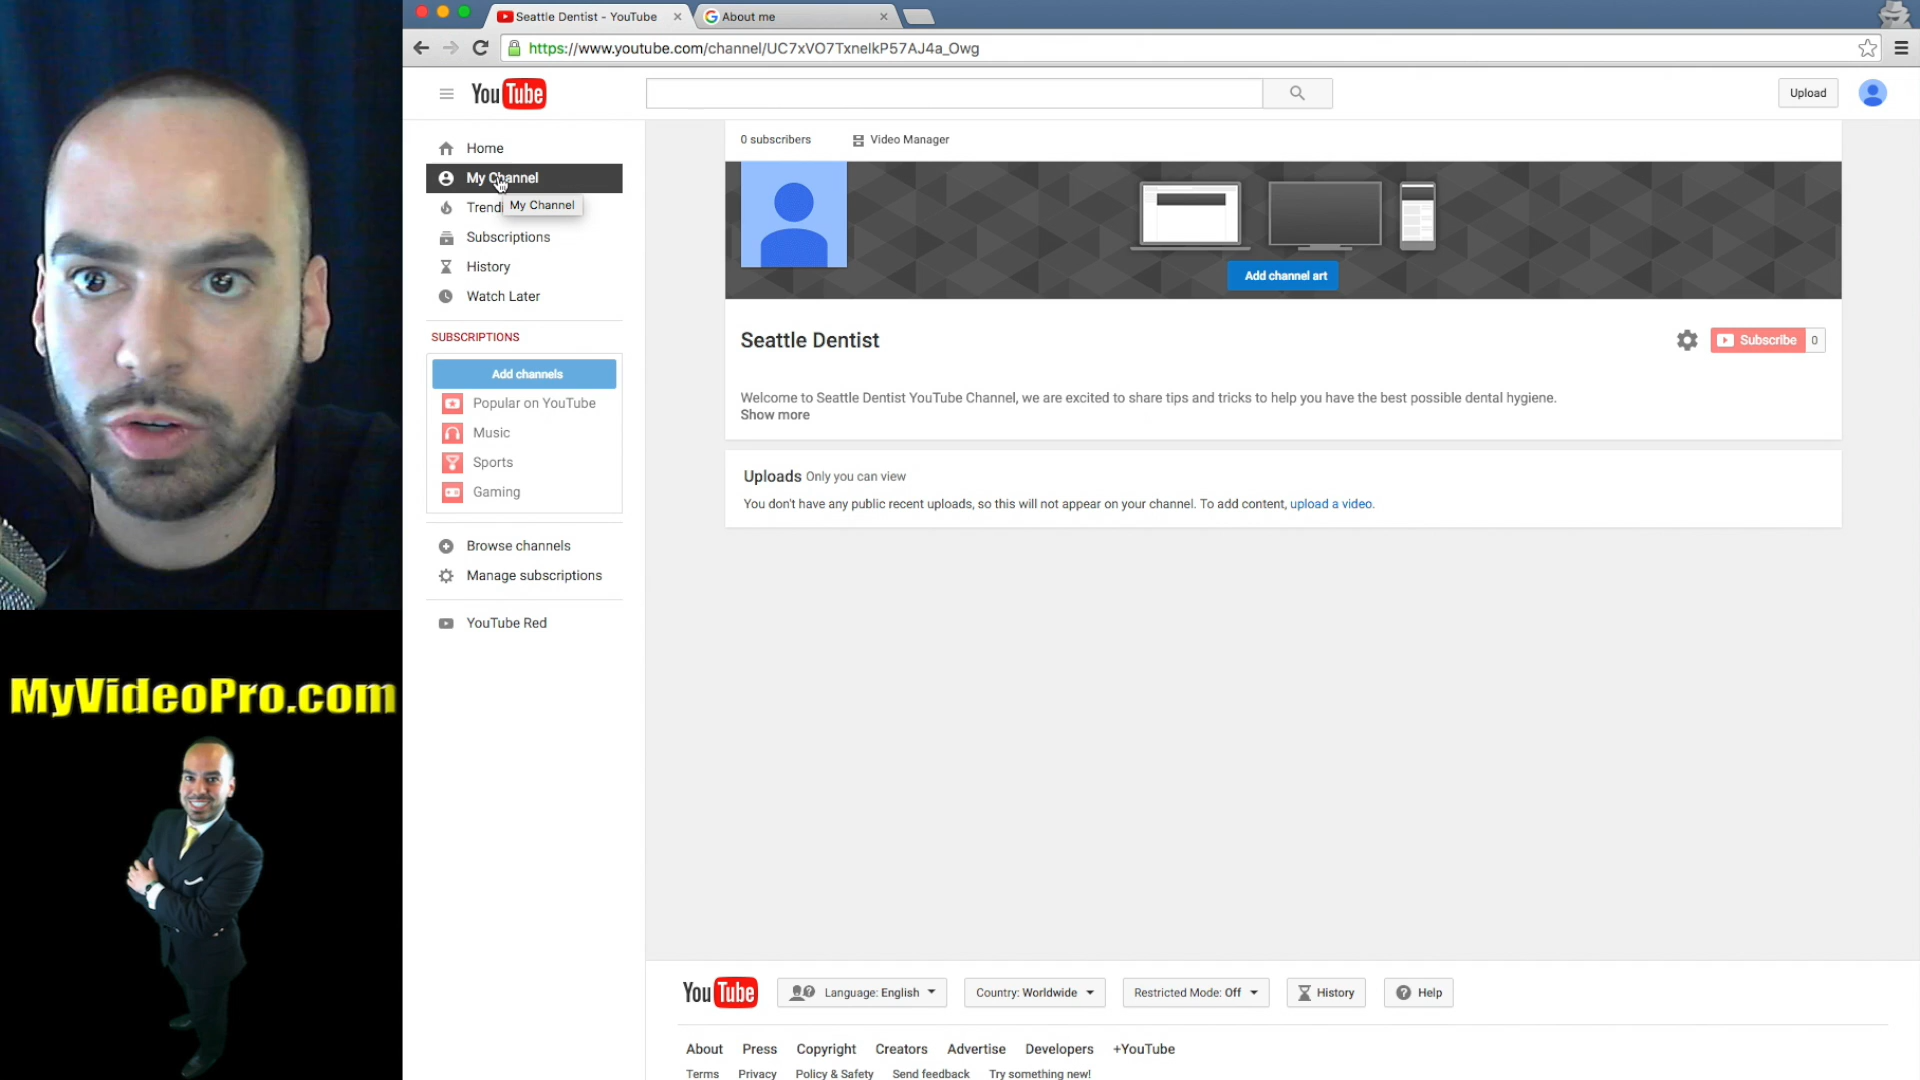 Seattle Dentist - YouTube
About me
https://www.youtube.com/channel/UC7xVO7TxnelkP57AJ4a_Owg
YouTube
Upload
Home
My Channel
Trendi
My Channel
Subscriptions
History
Watch Later
SUBSCRIPTIONS
Add channels
Popular on YouTube
Music
Sports
Gaming
Browse channels
Manage subscriptions
YouTube Red
0 subscribers
Video Manager
Add channel art
Seattle Dentist
Subscribe 0
Welcome to Seattle Dentist YouTube Channel, we are excited to share tips and tricks to help you have the best possible dental hygiene.
Show more
Uploads Only you can view
You don't have any public recent uploads, so this will not appear on your channel. To add content, upload a video.
MyVideoPro.com
YouTube
Language: English
Country: Worldwide
Restricted Mode: Off
History
Help
About Press Copyright Creators Advertise Developers +YouTube
Terms Privacy Policy & Safety Send feedback Try something new!